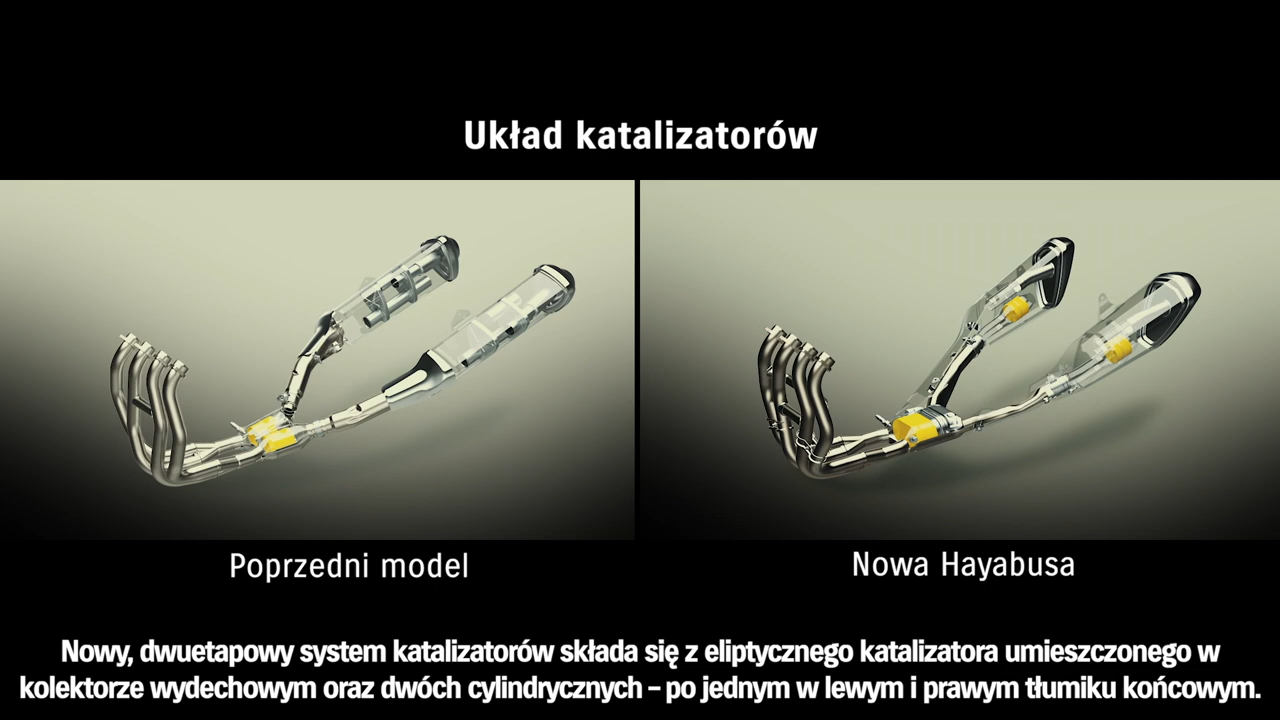 Układ katalizatorów
Poprzedni model
Nowa Hayabusa
Nowy, dwuetapowy system katalizatorów składa się z eliptycznego katalizatora umieszczonego w
kolektorze wydechowym oraz dwóch cylindrycznych – po jednym w lewym i prawym tłumiku końcowym.